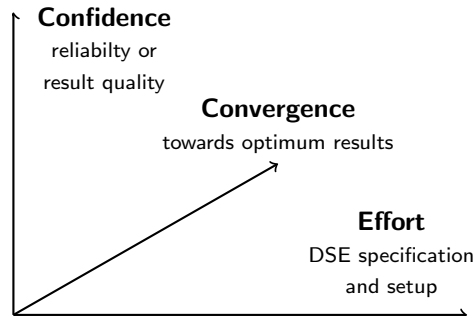 Confidence
reliabilty or
result quality
Convergence
towards optimum results
Effort
DSE specification
and setup